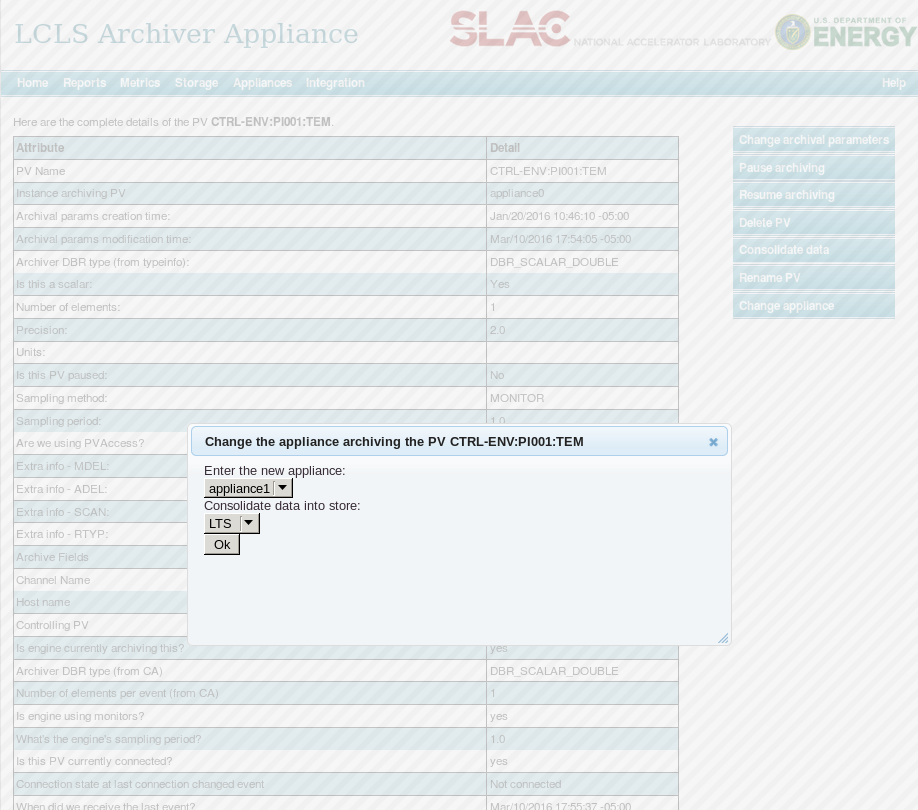 LCLS Archiver Appliance
SLAC NATIONAL ACCELERATOR LABORATORY
U.S. DEPARTMENT OF
ENERGY
Home Reports Metrics Storage Appliances Integration Help
Here are the complete details of the PV CTRL-ENV:PI001:TEM.
Attribute Detail
PV Name CTRL-ENV:PI001:TEM
Instance archiving PV appliance0
Archival params creation time: Jan/20/2016 10:46:10 -05:00
Archival params modification time: Mar/10/2016 17:54:05 -05:00
Archiver DBR type (from typeinfo): DBR_SCALAR_DOUBLE
Is this a scalar: Yes
Number of elements: 1
Precision: 2.0
Units:
Is this PV paused: No
Sampling method: MONITOR
Sampling period: 1.0
Are we using PVAccess?
Extra info - MDEL:
Extra info - ADEL:
Extra info - SCAN:
Extra info - RTYP:
Archive Fields
Channel Name
Host name
Controlling PV
Is engine currently archiving this? yes
Archiver DBR type (from CA) DBR_SCALAR_DOUBLE
Number of elements per event (from CA) 1
Is engine using monitors? yes
What's the engine's sampling period? 1.0
Is this PV currently connected? yes
Connection state at last connection changed event Not connected
When did we receive the last event? Mar/10/2016 17:55:37 -05:00
Change archival parameters
Pause archiving
Resume archiving
Delete PV
Consolidate data
Rename PV
Change appliance
Change the appliance archiving the PV CTRL-ENV:PI001:TEM
Enter the new appliance:
appliance1
Consolidate data into store:
LTS
Ok